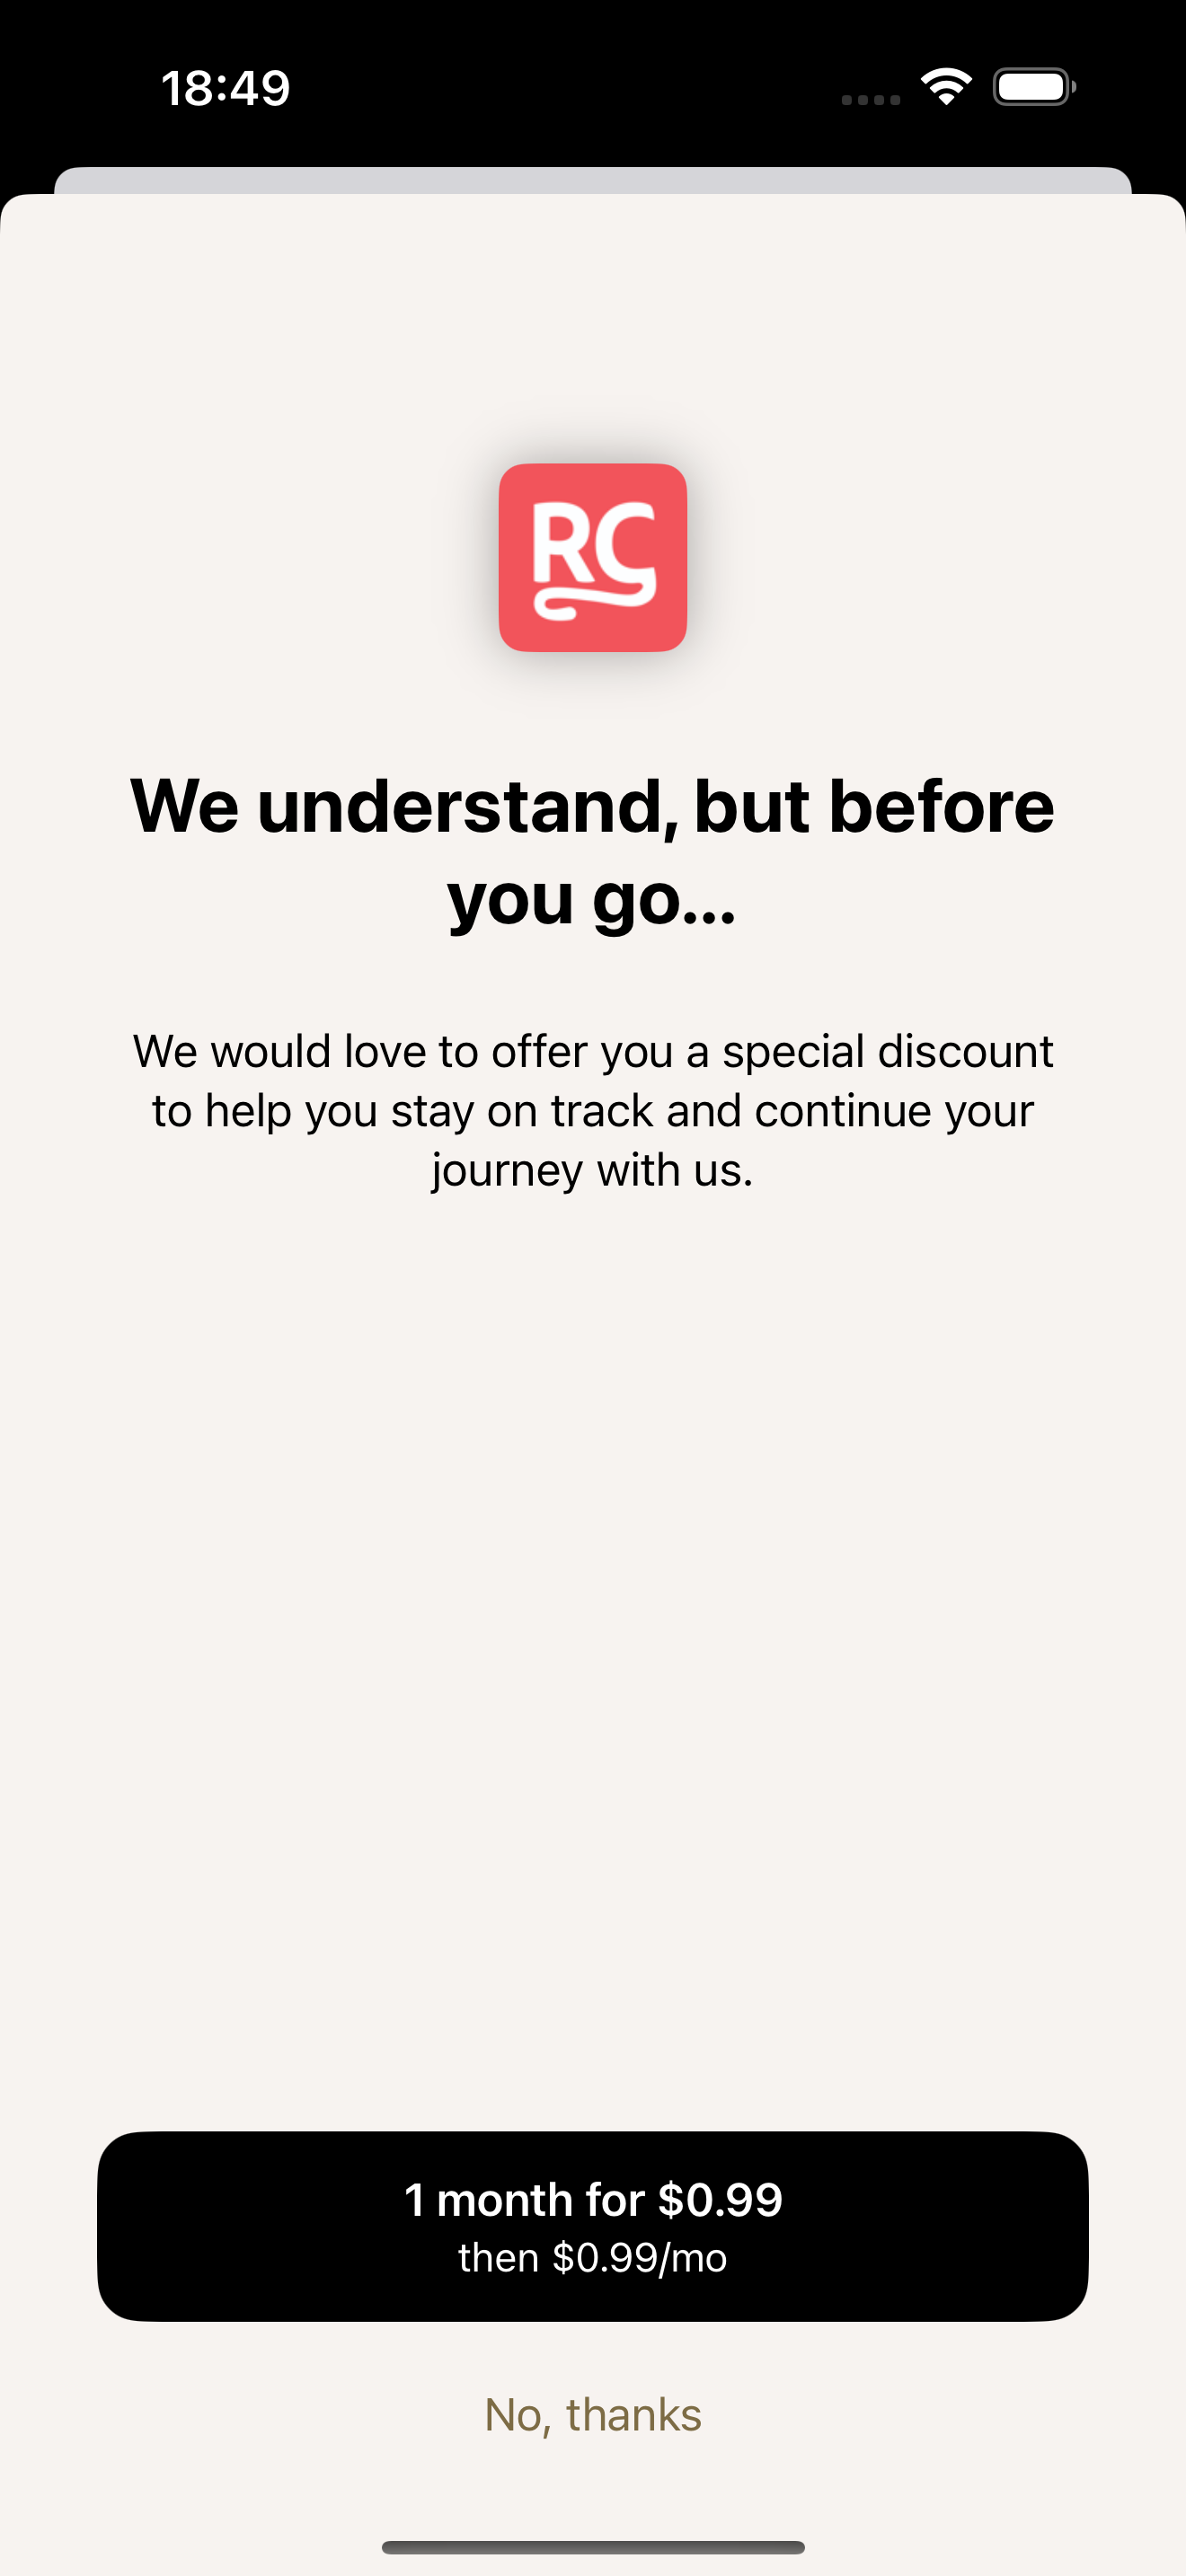 18:49
RC
We understand, but before
you go...
We would love to offer you a special discount
to help you stay on track and continue your
journey with us.
1 month for $0.99
then $0.99/mo
No, thanks